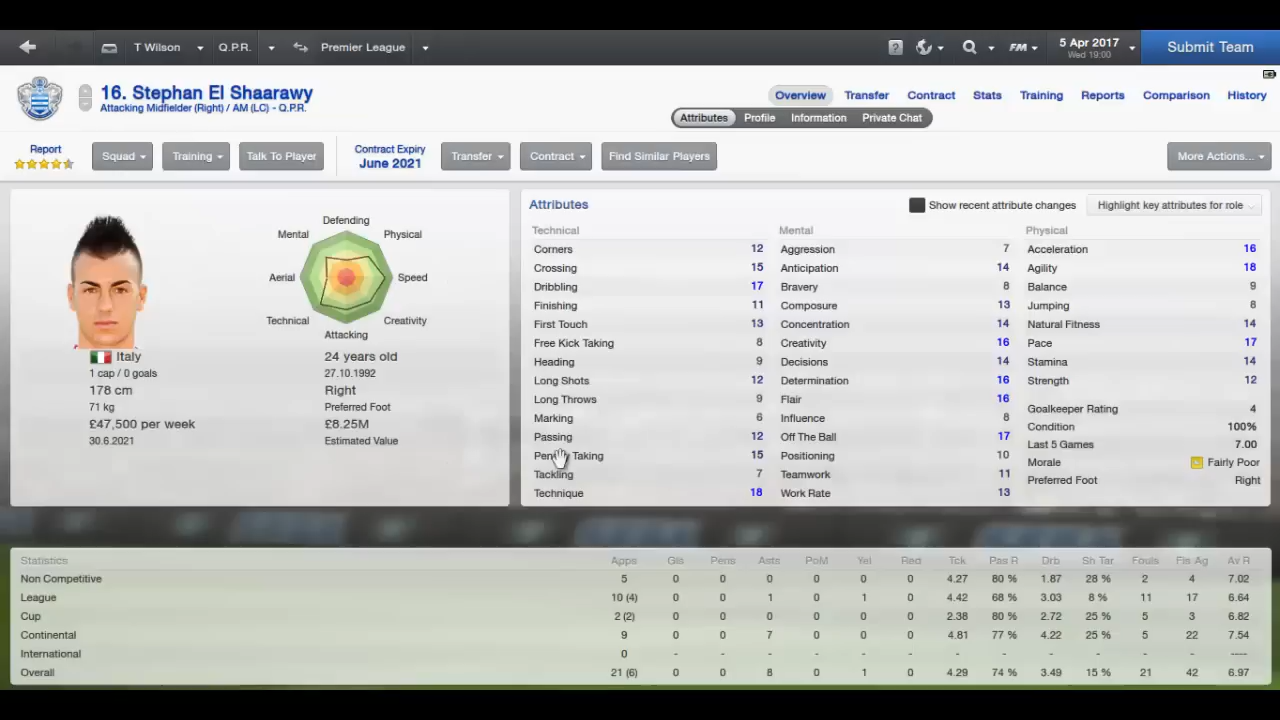 T Wilson Q.P.R. Premier League ? FM 5 Apr 2017 Submit Team
Wed 19:00
16. Stephan El Shaarawy
Attacking Midfielder (Right) / AM (LC) - Q.P.R.
Overview Transfer Contract Stats Training Reports Comparison History
Attributes Profile Information Private Chat
Report Squad Training Talk To Player Contract Expiry June 2021 Transfer Contract Find Similar Players More Actions...
Defending
Mental Physical
Aerial Speed
Technical Creativity
Attacking
Italy 24 years old
1 cap / 0 goals 27.10.1992
178 cm Right
71 kg Preferred Foot
£47,500 per week £8.25M
30.6.2021 Estimated Value
Attributes Show recent attribute changes Highlight key attributes for role
Technical Mental Physical
Corners 12 Aggression 7 Acceleration 16
Crossing 15 Anticipation 14 Agility 18
Dribbling 17 Bravery 8 Balance 9
Finishing 11 Composure 13 Jumping 8
First Touch 13 Concentration 14 Natural Fitness 14
Free Kick Taking 8 Creativity 16 Pace 17
Heading 9 Decisions 14 Stamina 14
Long Shots 12 Determination 16 Strength 12
Long Throws 9 Flair 16
Marking 6 Influence 8
Passing 12 Off The Ball 17
Penalty Taking 15 Positioning 10
Tackling 7 Teamwork 11
Technique 18 Work Rate 13
Goalkeeper Rating 4
Condition 100%
Last 5 Games 7.00
Morale Fairly Poor
Preferred Foot Right
Statistics Apps Gls Pens Asts PoM Yel Red Tck Pas R Drb Sh Tar Fouls Fls Ag Av R
Non Competitive 5 0 0 0 0 0 0 4.27 80 % 1.87 28 % 2 4 7.02
League 10 (4) 0 0 1 0 1 0 4.42 68 % 3.03 8 % 11 17 6.64
Cup 2 (2) 0 0 0 0 0 0 2.38 80 % 2.72 25 % 5 3 6.82
Continental 9 0 0 7 0 0 0 4.81 77 % 4.22 25 % 5 22 7.54
International 0 - - - - - - - - - - - - ----
Overall 21 (6) 0 0 8 0 1 0 4.29 74 % 3.49 15 % 21 42 6.97